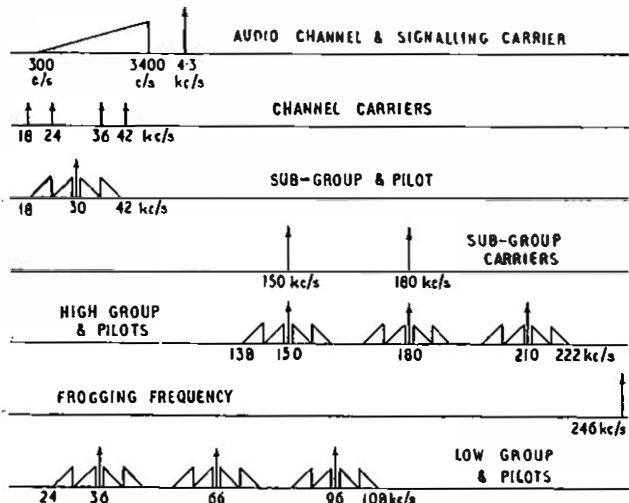 AUDIO CHANNEL & SIGNALLING CARRIER
300 c/s 3400 c/s 4·3 kc/s
CHANNEL CARRIERS
18 24 36 42 kc/s
SUB-GROUP & PILOT
18 30 42 kc/s
SUB-GROUP
CARRIERS
150 kc/s 180 kc/s
HIGH GROUP
& PILOTS
138 150 180 210 222 kc/s
FROGGING FREQUENCY
246 kc/s
LOW GROUP
& PILOTS
24 36 66 96 108 kc/s